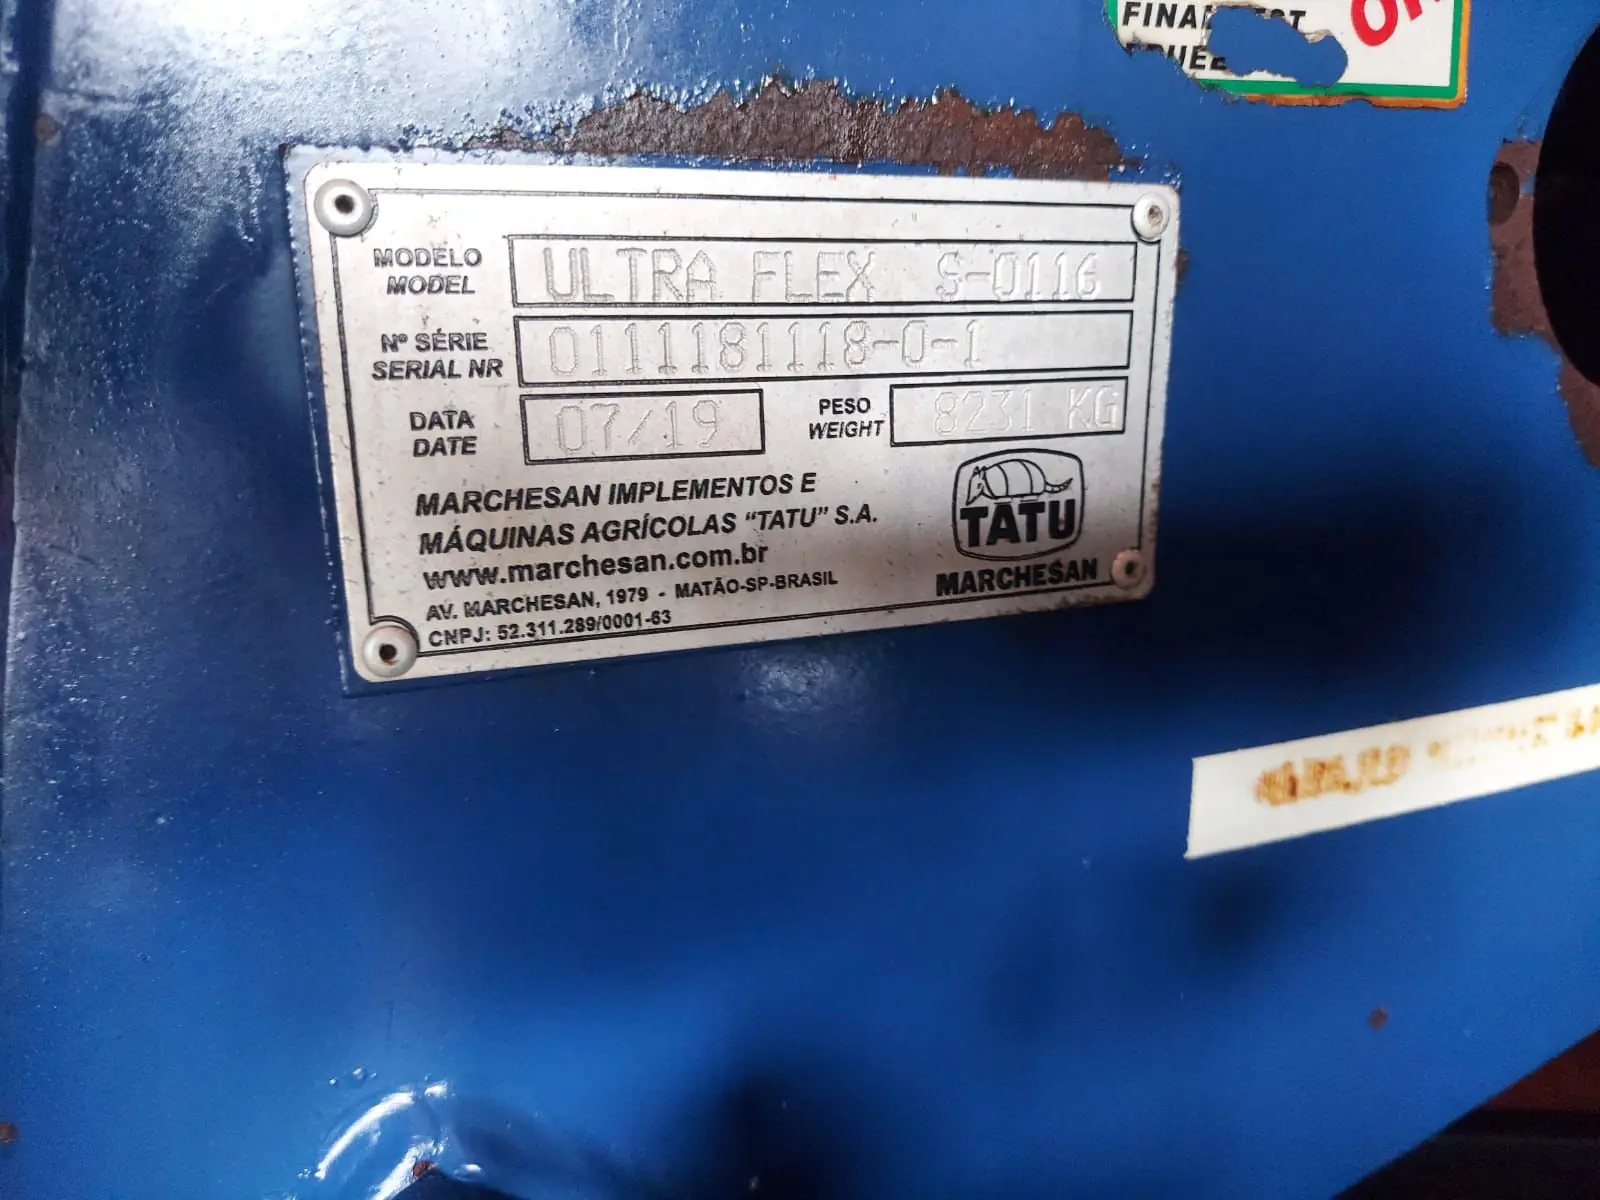 FINAL TEST
OK
MODELO
MODEL
ULTRA FLEX S-0116
Nº SÉRIE
SERIAL NR
0111181118-0-1
DATA
DATE
07/19
PESO
WEIGHT
8231 KG
MARCHESAN IMPLEMENTOS E
MÁQUINAS AGRÍCOLAS "TATU" S.A.
www.marchesan.com.br
AV. MARCHESAN, 1979 - MATÃO-SP-BRASIL
CNPJ: 52.311.289/0001-63
TATU
MARCHESAN